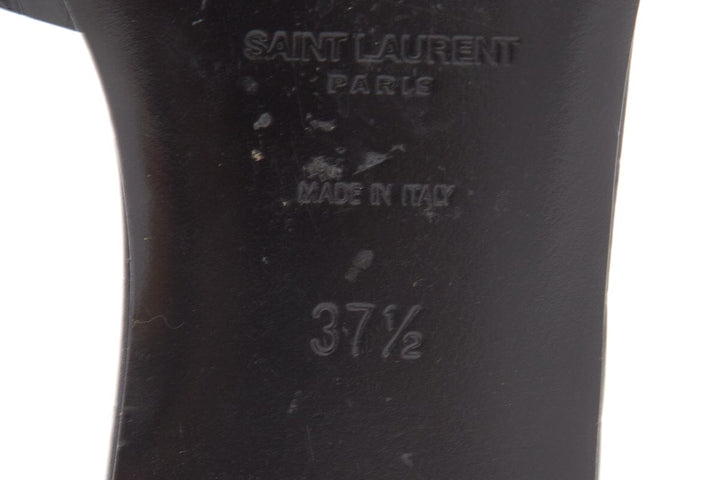 SAINT LAURENT
PARIS
MADE IN ITALY
37½